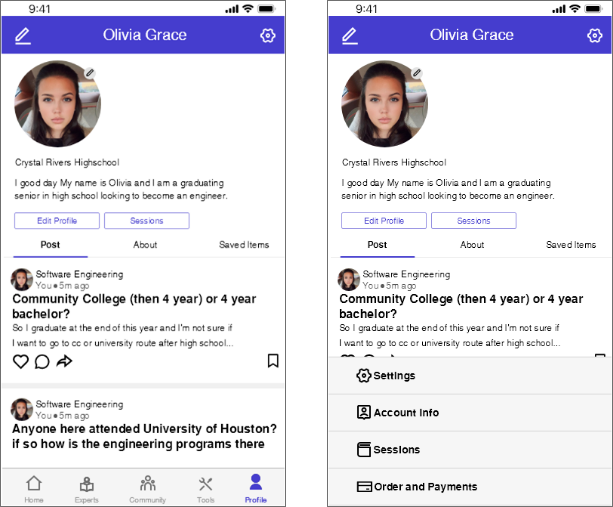 9:41
Olivia Grace
Crystal Rivers Highschool
I good day My name is Olivia and I am a graduating
senior in high school looking to become an engineer.
Edit Profile
Sessions
Post
About
Saved Items
Software Engineering
You • 5m ago
Community College (then 4 year) or 4 year
bachelor?
So I graduate at the end of this year and I'm not sure if
I want to go to cc or university route after high school...
Software Engineering
You • 5m ago
Anyone here attended University of Houston?
if so how is the engineering programs there
Home
Experts
Community
Tools
Profile
9:41
Olivia Grace
Crystal Rivers Highschool
I good day My name is Olivia and I am a graduating
senior in high school looking to become an engineer.
Edit Profile
Sessions
Post
About
Saved Items
Software Engineering
You • 5m ago
Community College (then 4 year) or 4 year
bachelor?
So I graduate at the end of this year and I'm not sure if
I want to go to cc or university route after high school...
Settings
Account Info
Sessions
Order and Payments